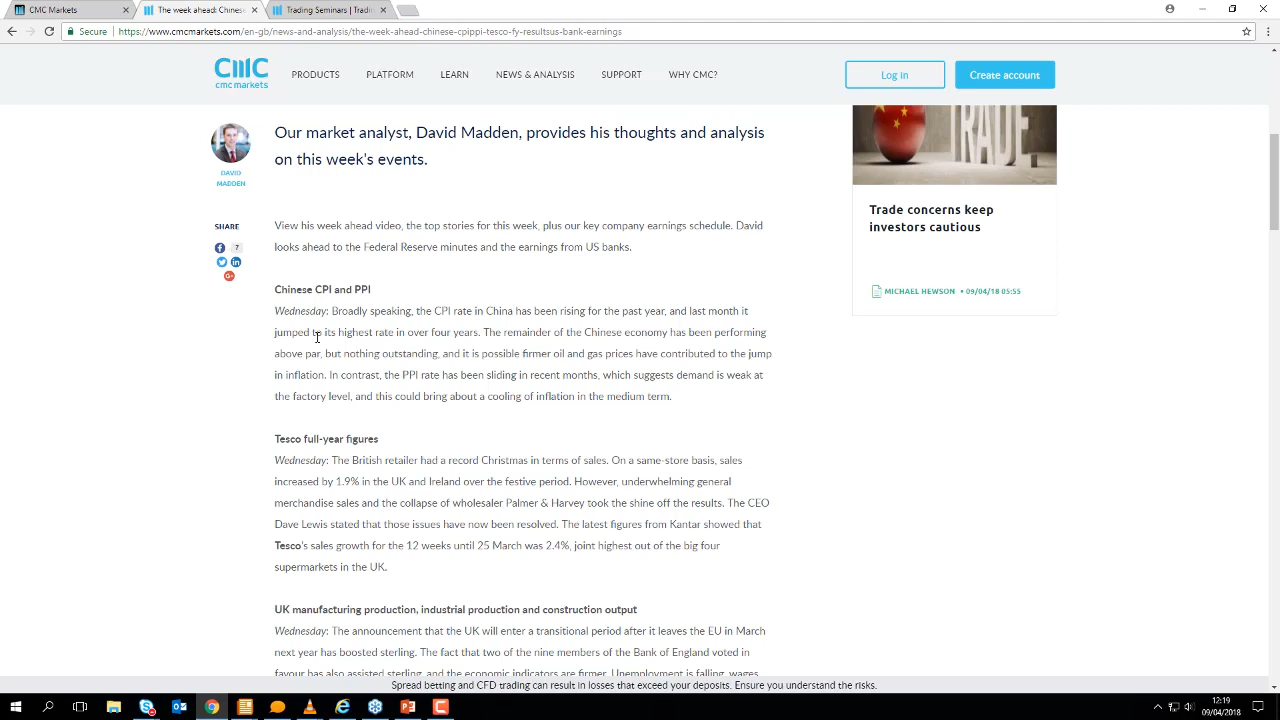 CMC Markets
The week ahead: Chines
Trading Seminars | Tradi
Secure
https://www.cmcmarkets.com/en-gb/news-and-analysis/the-week-ahead-chinese-cpippi-tesco-fy-resultsus-bank-earnings
cmc markets
PRODUCTS
PLATFORM
LEARN
NEWS & ANALYSIS
SUPPORT
WHY CMC?
Log in
Create account
Our market analyst, David Madden, provides his thoughts and analysis
on this week's events.
DAVID
MADDEN
SHARE
7
View his week ahead video, the top stories for this week, plus our key company earnings schedule. David
looks ahead to the Federal Reserve minutes and the earnings from US banks.
Chinese CPI and PPI
Wednesday: Broadly speaking, the CPI rate in China has been rising for the past year, and last month it
jumped to its highest rate in over four years. The remainder of the Chinese economy has been performing
above par, but nothing outstanding, and it is possible firmer oil and gas prices have contributed to the jump
in inflation. In contrast, the PPI rate has been sliding in recent months, which suggests demand is weak at
the factory level, and this could bring about a cooling of inflation in the medium term.
Tesco full-year figures
Wednesday: The British retailer had a record Christmas in terms of sales. On a same-store basis, sales
increased by 1.9% in the UK and Ireland over the festive period. However, underwhelming general
merchandise sales and the collapse of wholesaler Palmer & Harvey took the shine off the results. The CEO
Dave Lewis stated that those issues have now been resolved. The latest figures from Kantar showed that
Tesco's sales growth for the 12 weeks until 25 March was 2.4%, joint highest out of the big four
supermarkets in the UK.
UK manufacturing production, industrial production and construction output
Wednesday: The announcement that the UK will enter a transitional period after it leaves the EU in March
next year has boosted sterling. The fact that two of the nine members of the Bank of England voted in
favour has also assisted sterling, and the economic indicators are firmer. Unemployment is falling, wages
TRADE.
Trade concerns keep
investors cautious
MICHAEL HEWSON • 09/04/18 05:55
Spread betting and CFD trading can result in losses that exceed your deposits. Ensure you understand the risks.
12:19
09/04/2018